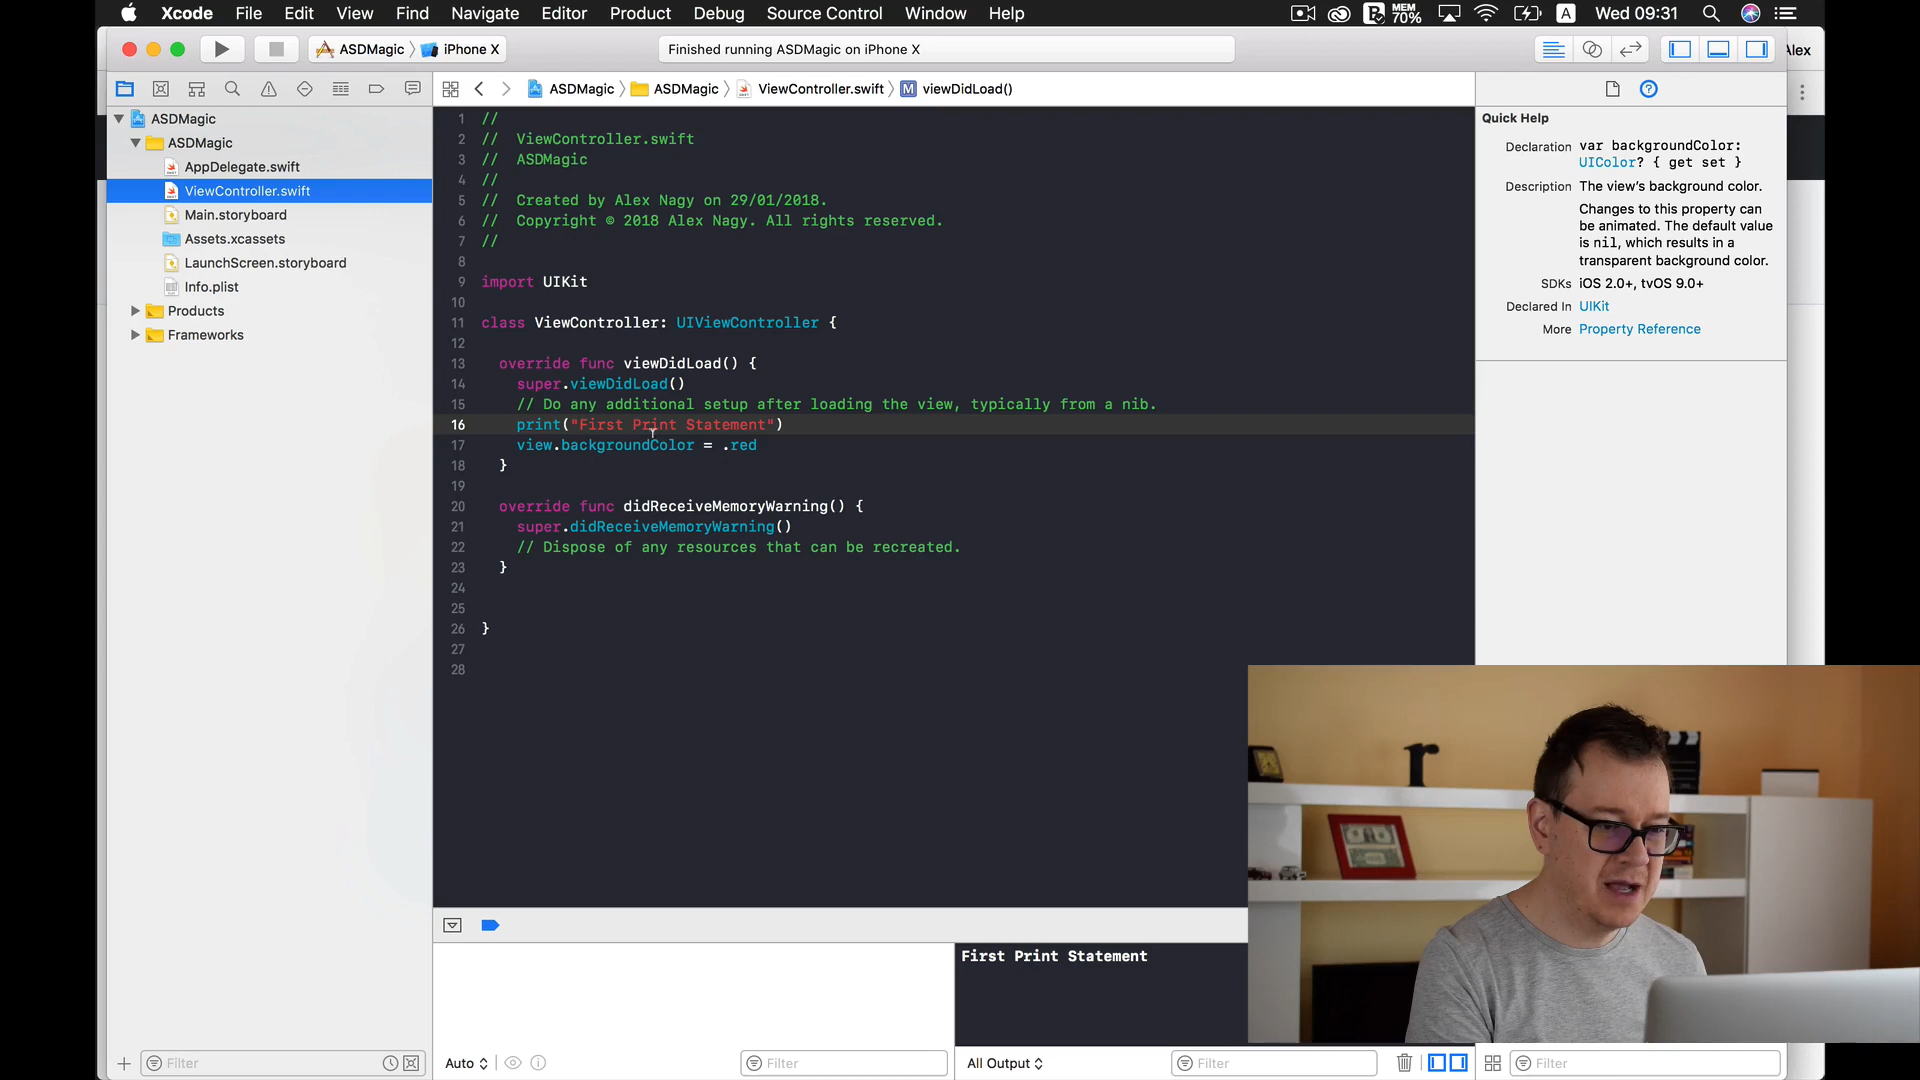 Xcode File Edit View Find Navigate Editor Product Debug Source Control Window Help MEM 70% A Wed 09:31
ASDMagic iPhone X Finished running ASDMagic on iPhone X Alex
ASDMagic ASDMagic ViewController.swift M viewDidLoad()
ASDMagic
ASDMagic
AppDelegate.swift
ViewController.swift
Main.storyboard
Assets.xcassets
LaunchScreen.storyboard
Info.plist
Products
Frameworks
1 //
2 // ViewController.swift
3 // ASDMagic
4 //
5 // Created by Alex Nagy on 29/01/2018.
6 // Copyright © 2018 Alex Nagy. All rights reserved.
7 //
8
9 import UIKit
10
11 class ViewController: UIViewController {
12
13 override func viewDidLoad() {
14 super.viewDidLoad()
15 // Do any additional setup after loading the view, typically from a nib.
16 print("First Print Statement")
17 view.backgroundColor = .red
18 }
19
20 override func didReceiveMemoryWarning() {
21 super.didReceiveMemoryWarning()
22 // Dispose of any resources that can be recreated.
23 }
24
25
26 }
27
28
Quick Help
Declaration var backgroundColor:
UIColor? { get set }
Description The view's background color.
Changes to this property can
be animated. The default value
is nil, which results in a
transparent background color.
SDKs iOS 2.0+, tvOS 9.0+
Declared In UIKit
More Property Reference
First Print Statement
Filter Auto Filter All Output Filter Filter